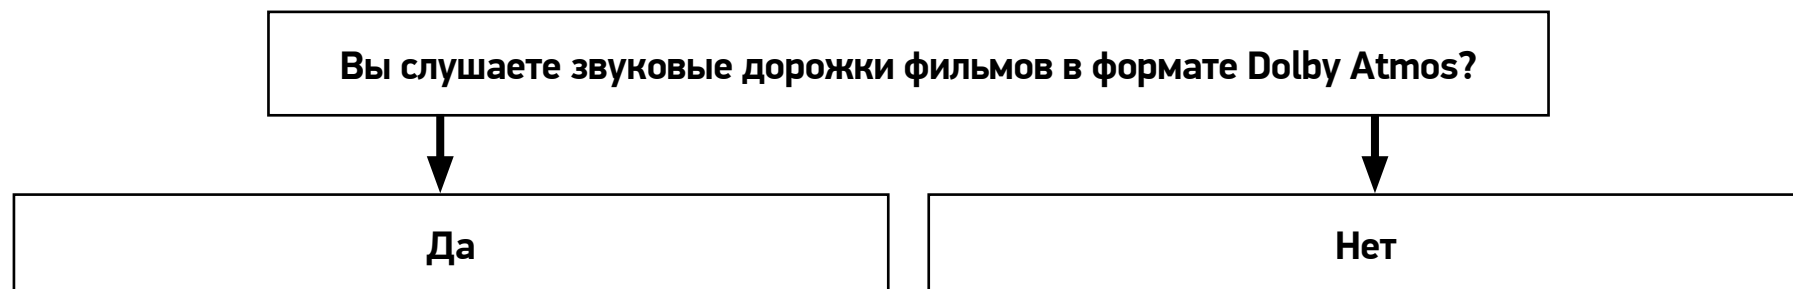 Вы слушаете звуковые дорожки фильмов в формате Dolby Atmos?
Да
Нет